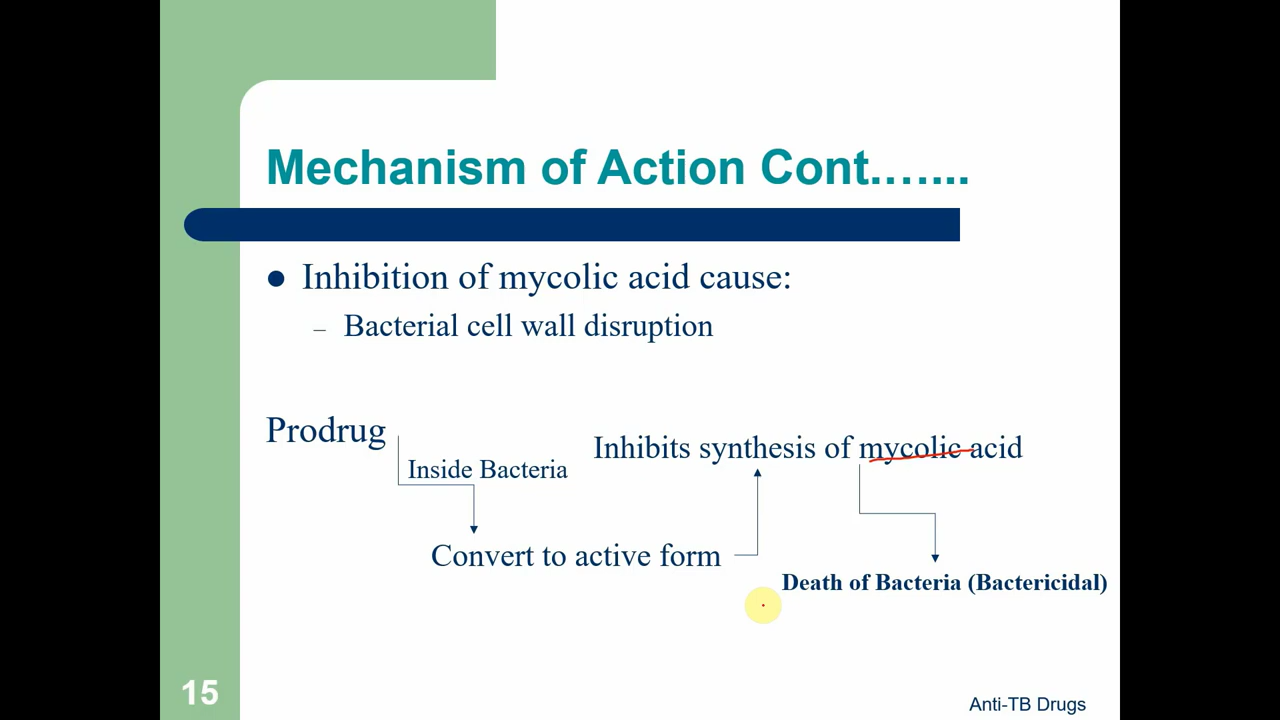 Mechanism of Action Cont.…....
Inhibition of mycolic acid cause:
– Bacterial cell wall disruption
Prodrug
Inhibits synthesis of mycolic acid
Inside Bacteria
Convert to active form
Death of Bacteria (Bactericidal)
15
Anti-TB Drugs